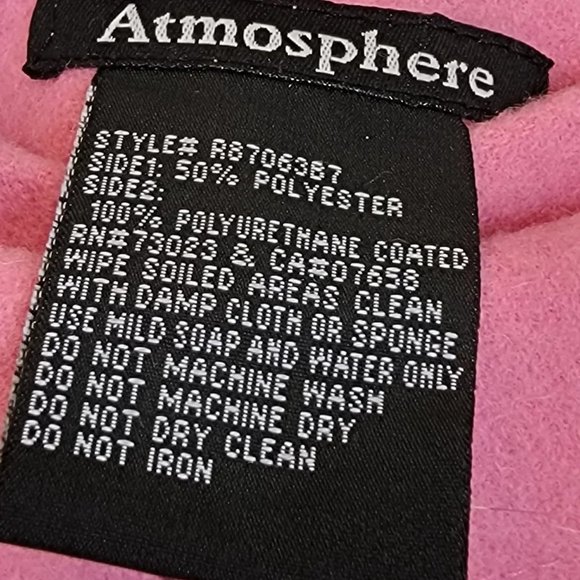 Atmosphere
STYLE# R8706387
SIDE1: 50% POLYESTER
SIDE2:
100% POLYURETHANE COATED
RN#73023 & CA#07658
WIPE SOILED AREAS CLEAN
WITH DAMP CLOTH OR SPONGE
USE MILD SOAP AND WATER ONLY
DO NOT MACHINE WASH
DO NOT MACHINE DRY
DO NOT DRY CLEAN
DO NOT IRON